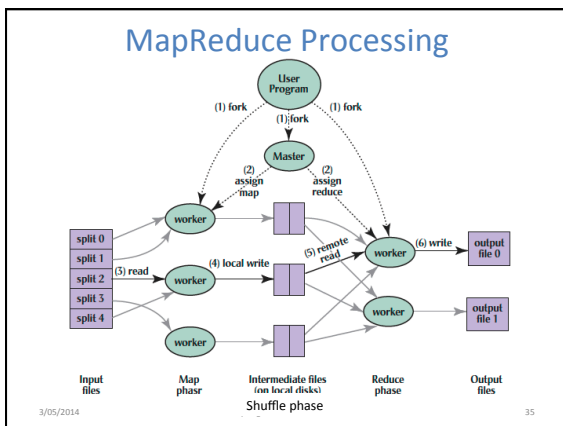 MapReduce Processing
User
Program
(1) fork
(1) fork
(1) fork
Master
(2)
assign
map
(2)
assign
reduce
worker
split 0
split 1
split 2
split 3
split 4
(3) read
worker
(4) local write
(5) remote
read
worker
(6) write
output
file 0
worker
output
file 1
worker
Input
files
Map
phasr
Intermediate files
(on local disks)
Reduce
phase
Output
files
Shuffle phase
3/05/2014
35